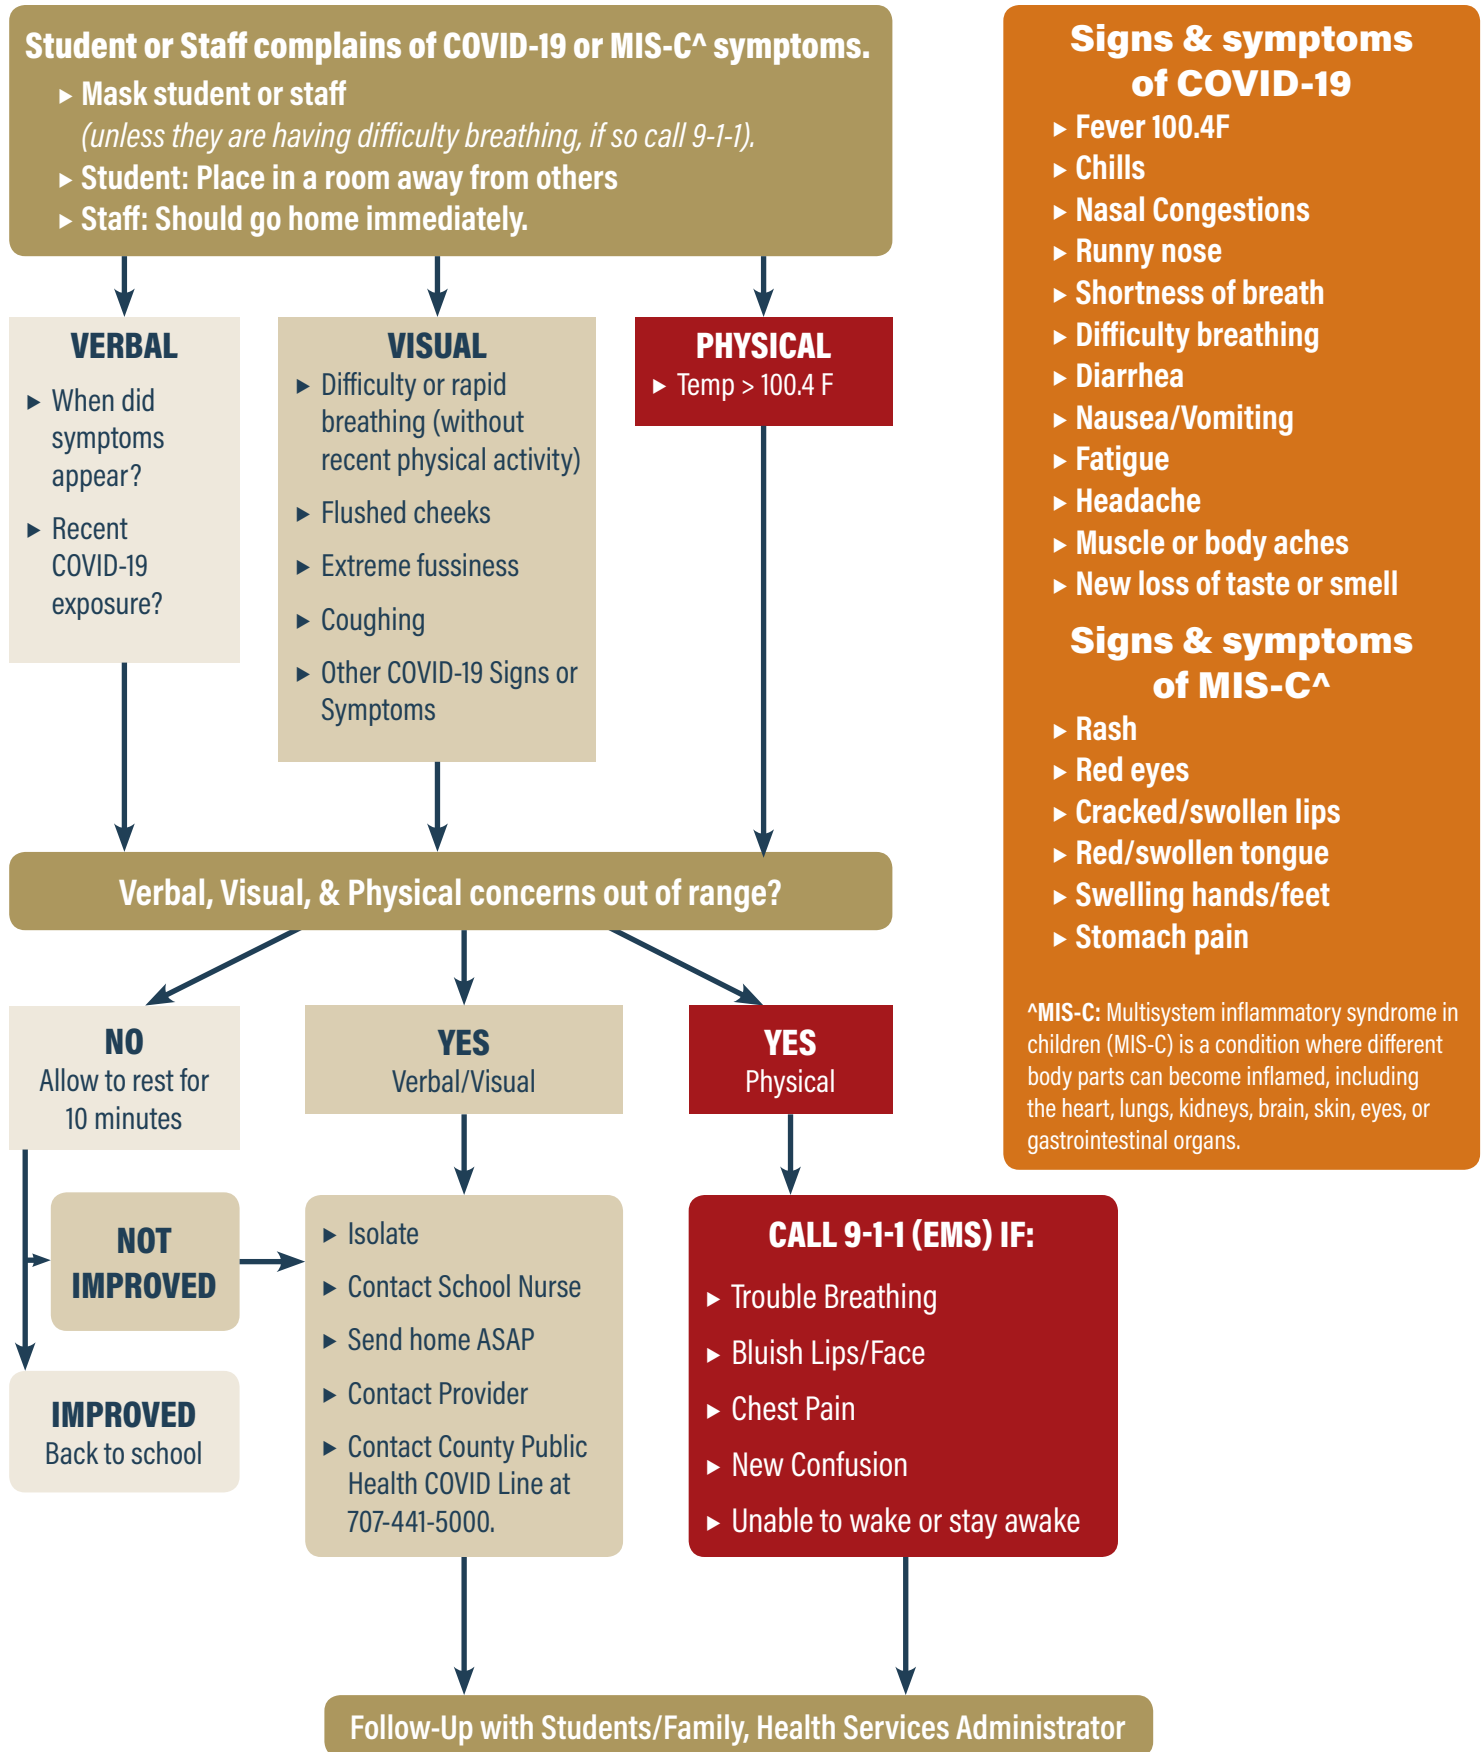 Student or Staff complains of COVID-19 or MIS-C^ symptoms.
▸ Mask student or staff
(unless they are having difficulty breathing, if so call 9-1-1).
▸ Student: Place in a room away from others
▸ Staff: Should go home immediately.
VERBAL
▸ When did
symptoms
appear?
▸ Recent
COVID-19
exposure?
VISUAL
▸ Difficulty or rapid
breathing (without
recent physical activity)
▸ Flushed cheeks
▸ Extreme fussiness
▸ Coughing
▸ Other COVID-19 Signs or
Symptoms
PHYSICAL
▸ Temp > 100.4 F
Verbal, Visual, & Physical concerns out of range?
NO
Allow to rest for
10 minutes
YES
Verbal/Visual
YES
Physical
NOT
IMPROVED
IMPROVED
Back to school
▸ Isolate
▸ Contact School Nurse
▸ Send home ASAP
▸ Contact Provider
▸ Contact County Public
Health COVID Line at
707-441-5000.
CALL 9-1-1 (EMS) IF:
▸ Trouble Breathing
▸ Bluish Lips/Face
▸ Chest Pain
▸ New Confusion
▸ Unable to wake or stay awake
Follow-Up with Students/Family, Health Services Administrator
Signs & symptoms
of COVID-19
▸ Fever 100.4F
▸ Chills
▸ Nasal Congestions
▸ Runny nose
▸ Shortness of breath
▸ Difficulty breathing
▸ Diarrhea
▸ Nausea/Vomiting
▸ Fatigue
▸ Headache
▸ Muscle or body aches
▸ New loss of taste or smell
Signs & symptoms
of MIS-C^
▸ Rash
▸ Red eyes
▸ Cracked/swollen lips
▸ Red/swollen tongue
▸ Swelling hands/feet
▸ Stomach pain
^MIS-C: Multisystem inflammatory syndrome in
children (MIS-C) is a condition where different
body parts can become inflamed, including
the heart, lungs, kidneys, brain, skin, eyes, or
gastrointestinal organs.